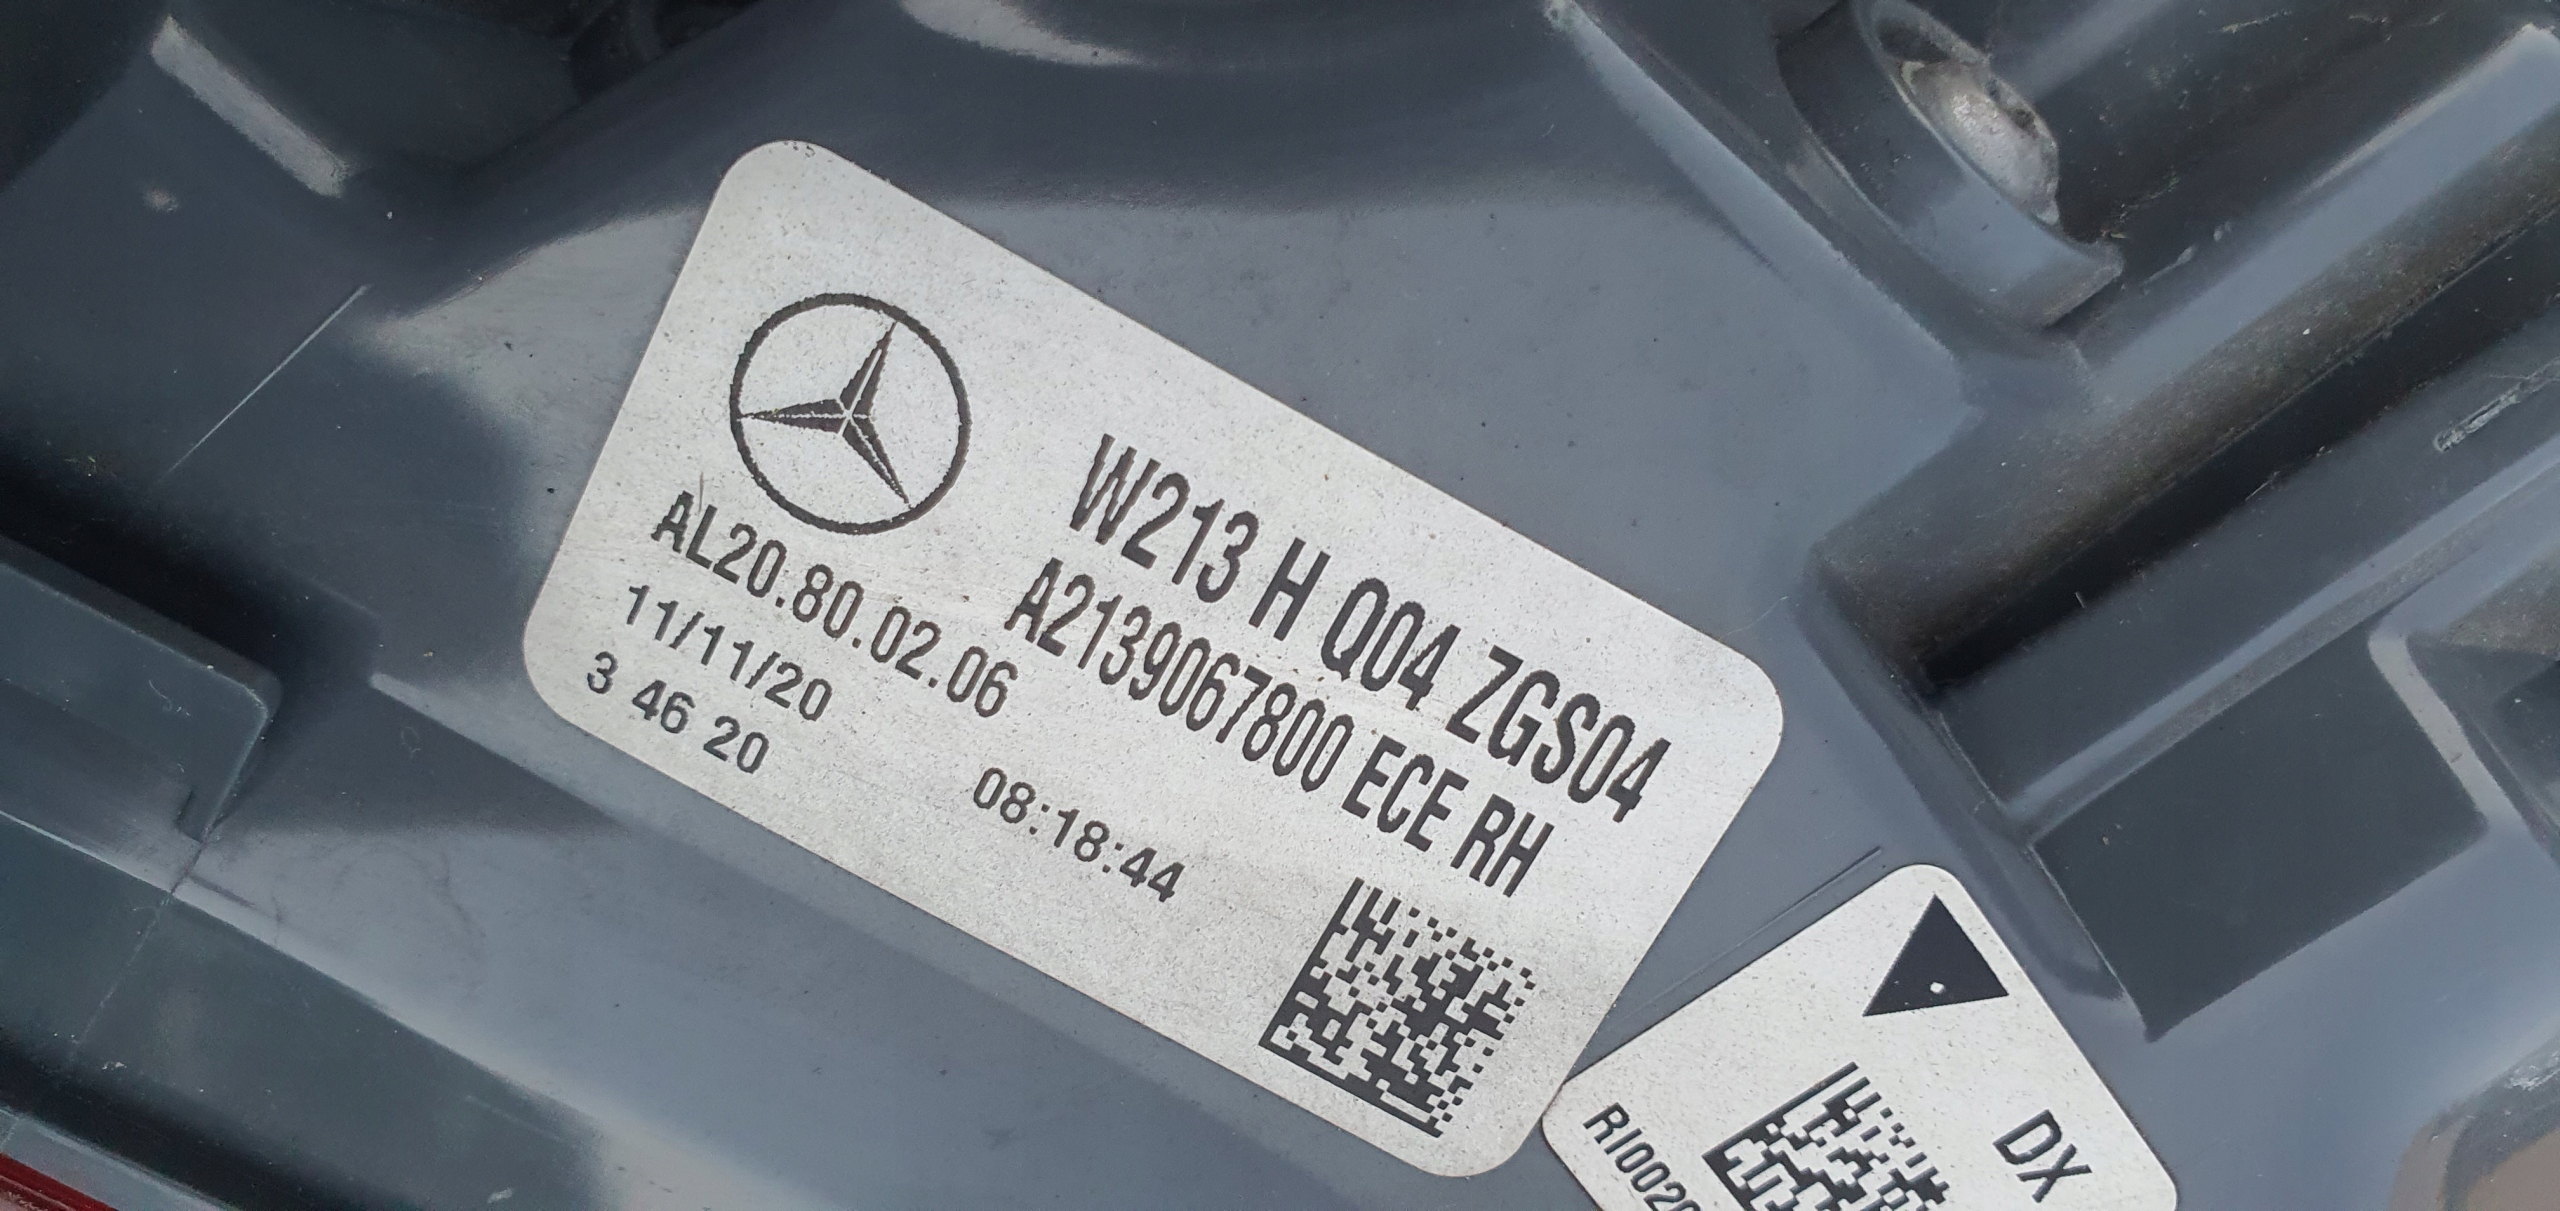 W213 H Q04 ZGS04
A2139067800 ECE RH
AL20.80.02.06
11/11/20
08:18:44
3 46 20
DX